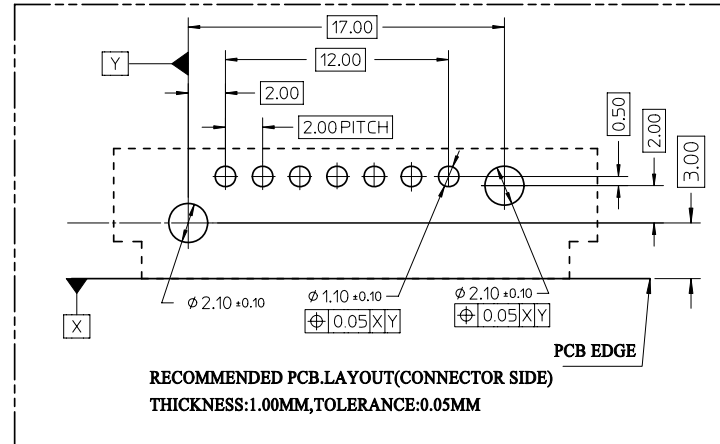 17.00
Y
12.00
2.00
2.00 PITCH
0.50
2.00
3.00
⌀ 2.10 ±0.10
⌀ 1.10 ±0.10
⌖ 0.05 X Y
⌀ 2.10 ±0.10
⌖ 0.05 X Y
X
PCB EDGE
RECOMMENDED PCB.LAYOUT(CONNECTOR SIDE)
THICKNESS:1.00MM,TOLERANCE:0.05MM